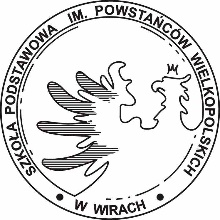 SZKOŁA PODSTAWOWA IM. POWSTAŃCÓW WIELKOPOLSKICH
• W WIRACH •